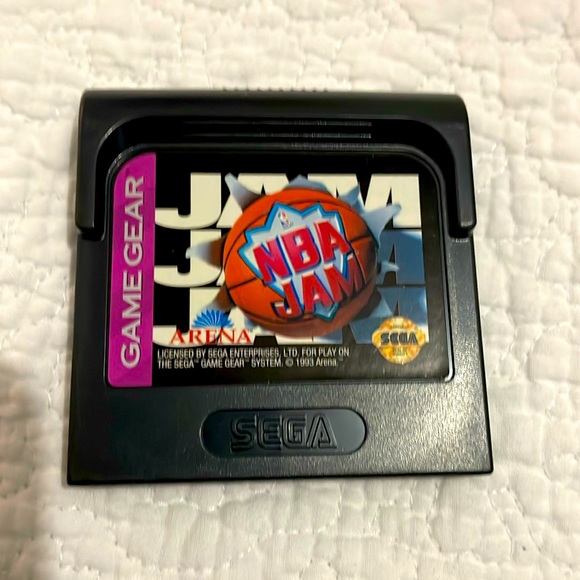 GAME GEAR
JAM
JAM
JAM
NBA
JAM
ARENA
LICENSED BY SEGA ENTERPRISES, LTD. FOR PLAY ON
THE SEGA™ GAME GEAR™ SYSTEM. © 1993 Arena.™
SEGA
SEGA